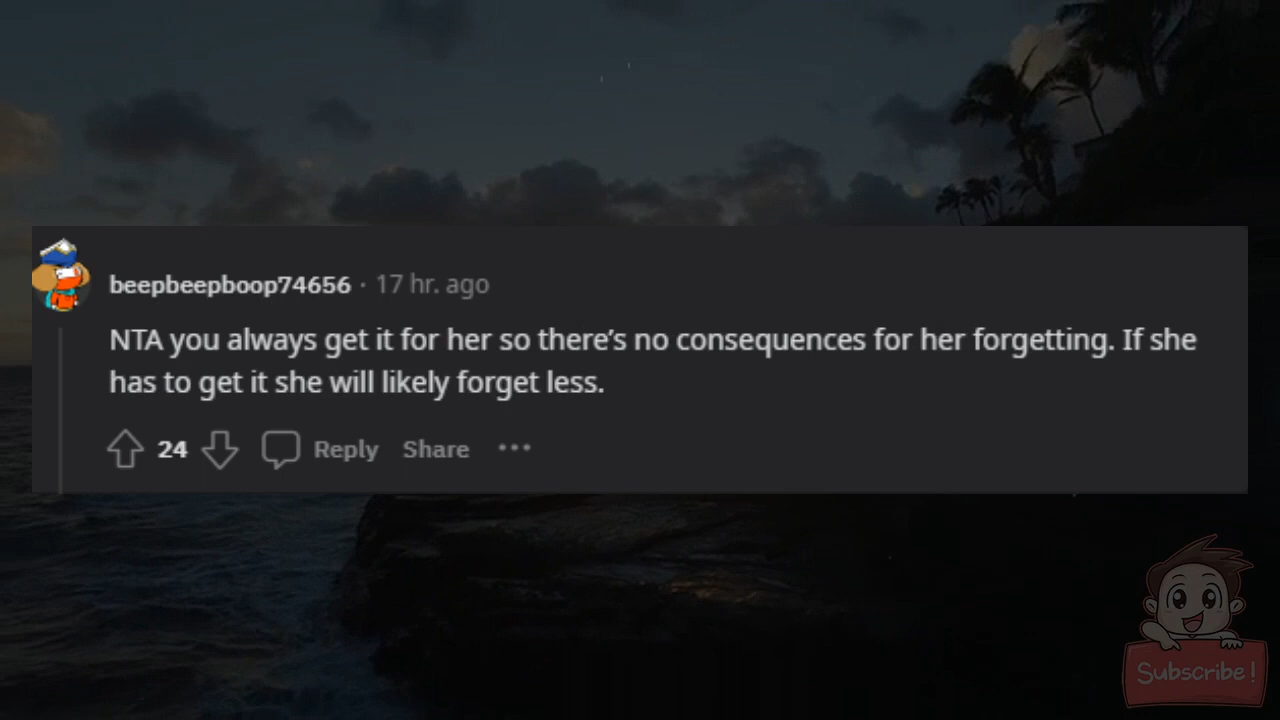 beepbeepboop74656 · 17 hr. ago
NTA you always get it for her so there’s no consequences for her forgetting. If she
has to get it she will likely forget less.
24 Reply Share ···
Subscribe!